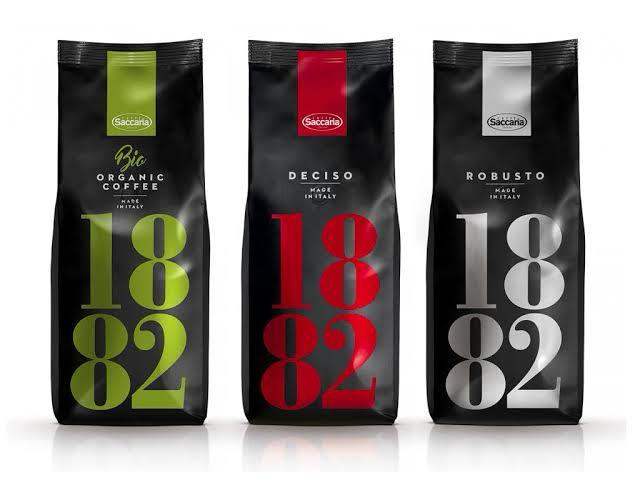 Saccaria
Bio
ORGANIC
COFFEE
MADE
IN ITALY
18
82
Saccaria
DECISO
MADE
IN ITALY
18
82
Saccaria
ROBUSTO
MADE
IN ITALY
18
82